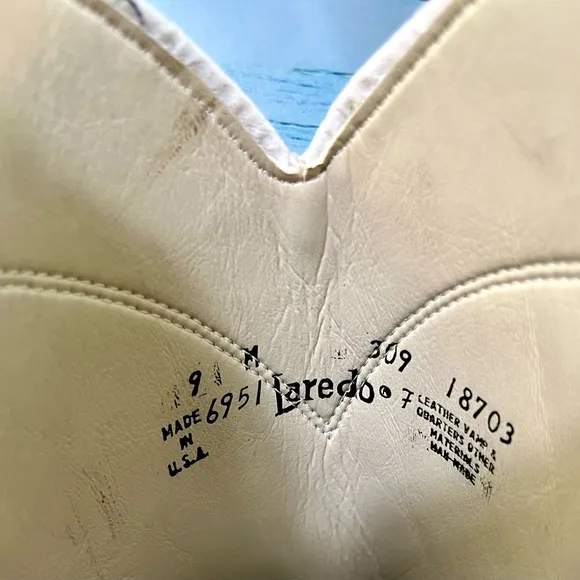 9 M 309 18703
MADE IN U.S.A
6951 Laredo® 7
LEATHER VAMP &
QUARTERS OTHER
MATERIALS
MAN MADE